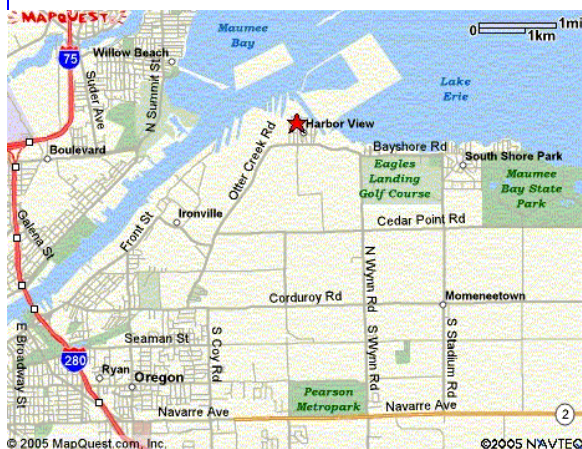 MAPQUEST
Maumee
Bay
0
1mi
1km
Willow Beach
75
Suder Ave
N Summit St
Lake
Erie
Harbor View
Otter Creek Rd
Boulevard
Bayshore Rd
South Shore Park
Eagles
Landing
Golf Course
Maumee
Bay State
Park
Galena St
Front St
Ironville
Cedar Point Rd
N Wynn Rd
Corduroy Rd
Momeneetown
E Broadway St
Seaman St
S Coy Rd
S Wynn Rd
S Stadium Rd
280
Ryan
Oregon
Pearson
Metropark
Navarre Ave
Navarre Ave
2
© 2005 MapQuest.com, Inc.
©2005 NAVTEQ